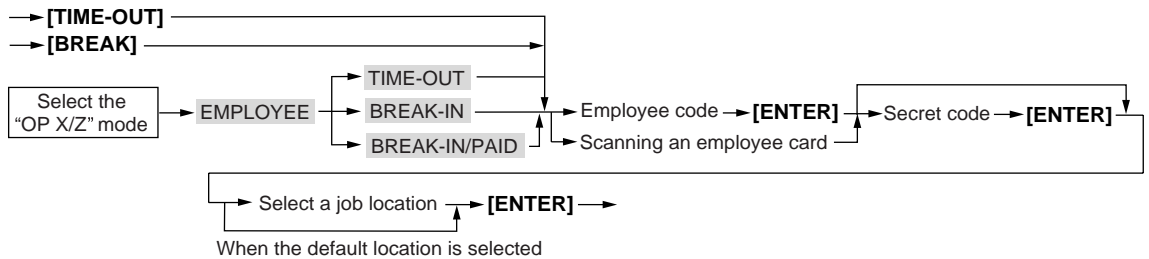 [TIME-OUT]
[BREAK]
Select the
“OP X/Z” mode
EMPLOYEE
TIME-OUT
BREAK-IN
BREAK-IN/PAID
Employee code
[ENTER]
Scanning an employee card
Secret code
[ENTER]
Select a job location
[ENTER]
When the default location is selected